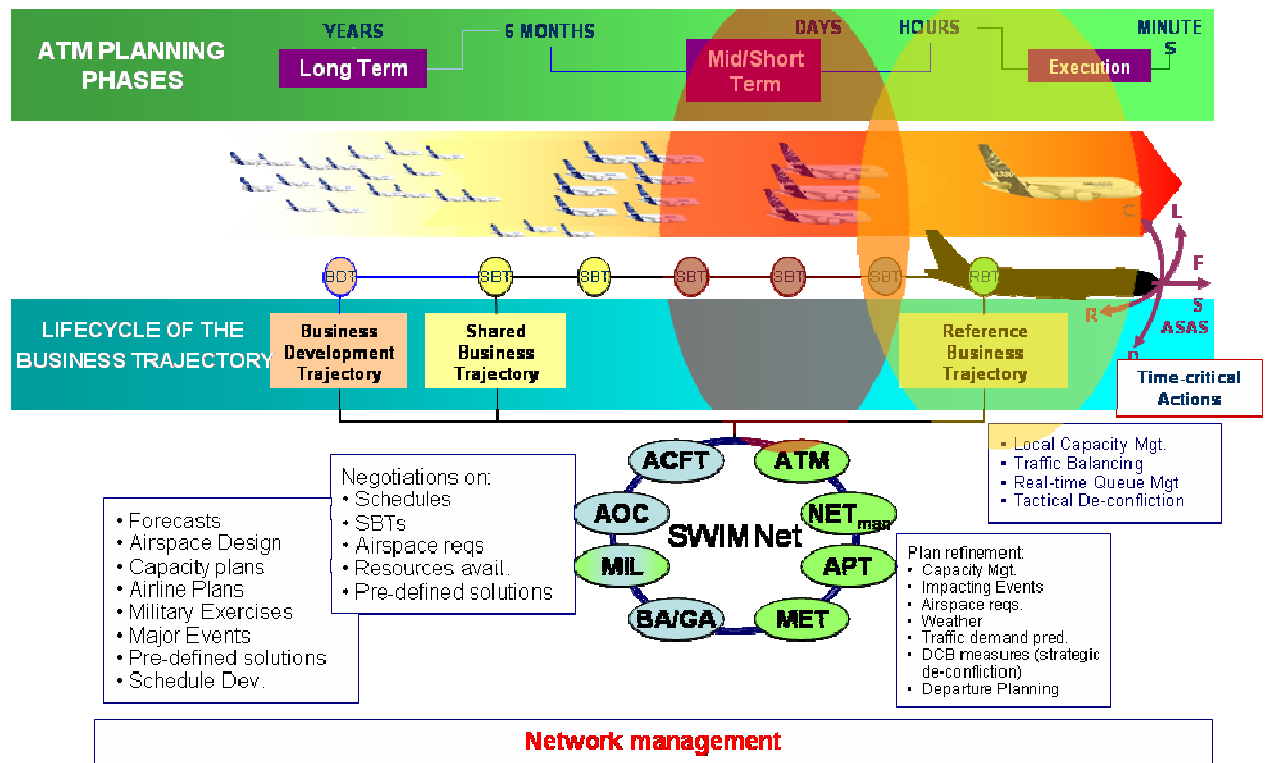 ATM PLANNING
PHASES
YEARS
6 MONTHS
DAYS
HOURS
MINUTE
S
Long Term
Mid/Short
Term
Execution
C
L
F
S
R
D
ASAS
BDT
SBT
SBT
SBT
SBT
SBT
RBT
LIFECYCLE OF THE
BUSINESS TRAJECTORY
Business
Development
Trajectory
Shared
Business
Trajectory
Reference
Business
Trajectory
Time-critical
Actions
• Local Capacity Mgt.
• Traffic Balancing
• Real-time Queue Mgt
• Tactical De-confliction
• Forecasts
• Airspace Design
• Capacity plans
• Airline Plans
• Military Exercises
• Major Events
• Pre-defined solutions
• Schedule Dev.
Negotiations on:
• Schedules
• SBTs
• Airspace reqs
• Resources avail.
• Pre-defined solutions
ACFT
ATM
AOC
NETman
SWIM Net
MIL
APT
BA/GA
MET
Plan refinement:
• Capacity Mgt.
• Impacting Events
• Airspace reqs.
• Weather
• Traffic demand pred.
• DCB measures (strategic
de-confliction)
• Departure Planning
Network management